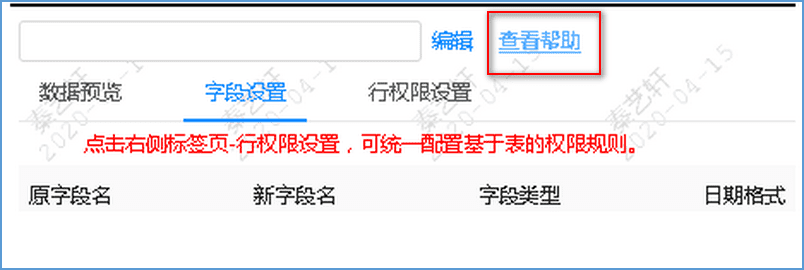 编辑 查看帮助
数据预览 字段设置 行权限设置
秦艺轩 2020-04-15
秦艺轩 2020-04-15
秦艺轩 2020-04-15
点击右侧标签页-行权限设置，可统一配置基于表的权限规则。
原字段名 新字段名 字段类型 日期格式